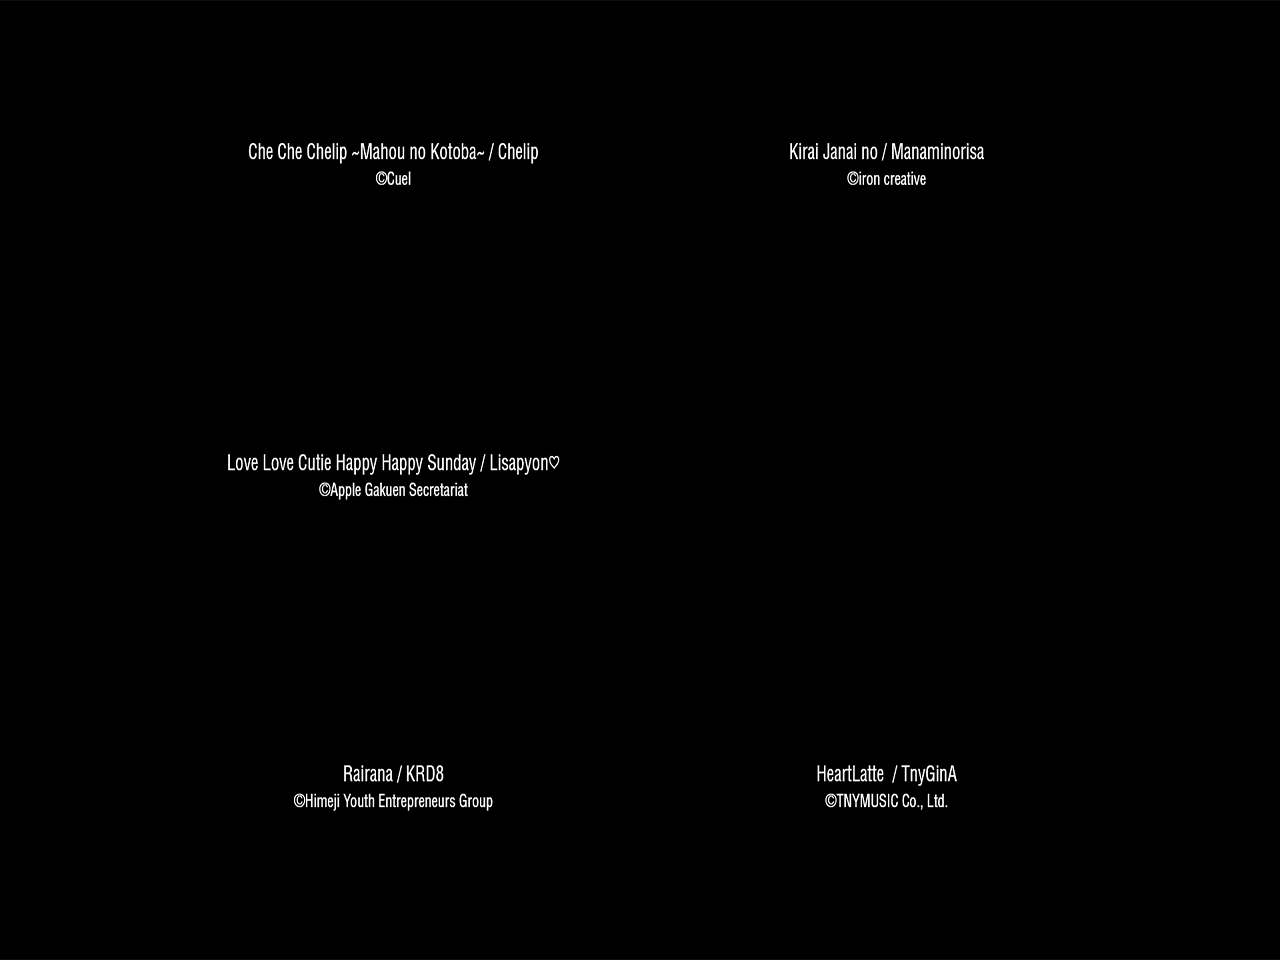 Che Che Chelip ~Mahou no Kotoba~ / Chelip
©Cuel
Kirai Janai no / Manaminorisa
©iron creative
Love Love Cutie Happy Happy Sunday / Lisapyon♡
©Apple Gakuen Secretariat
Rairana / KRD8
©Himeji Youth Entrepreneurs Group
HeartLatte  / TnyGinA
©TNYMUSIC Co., Ltd.